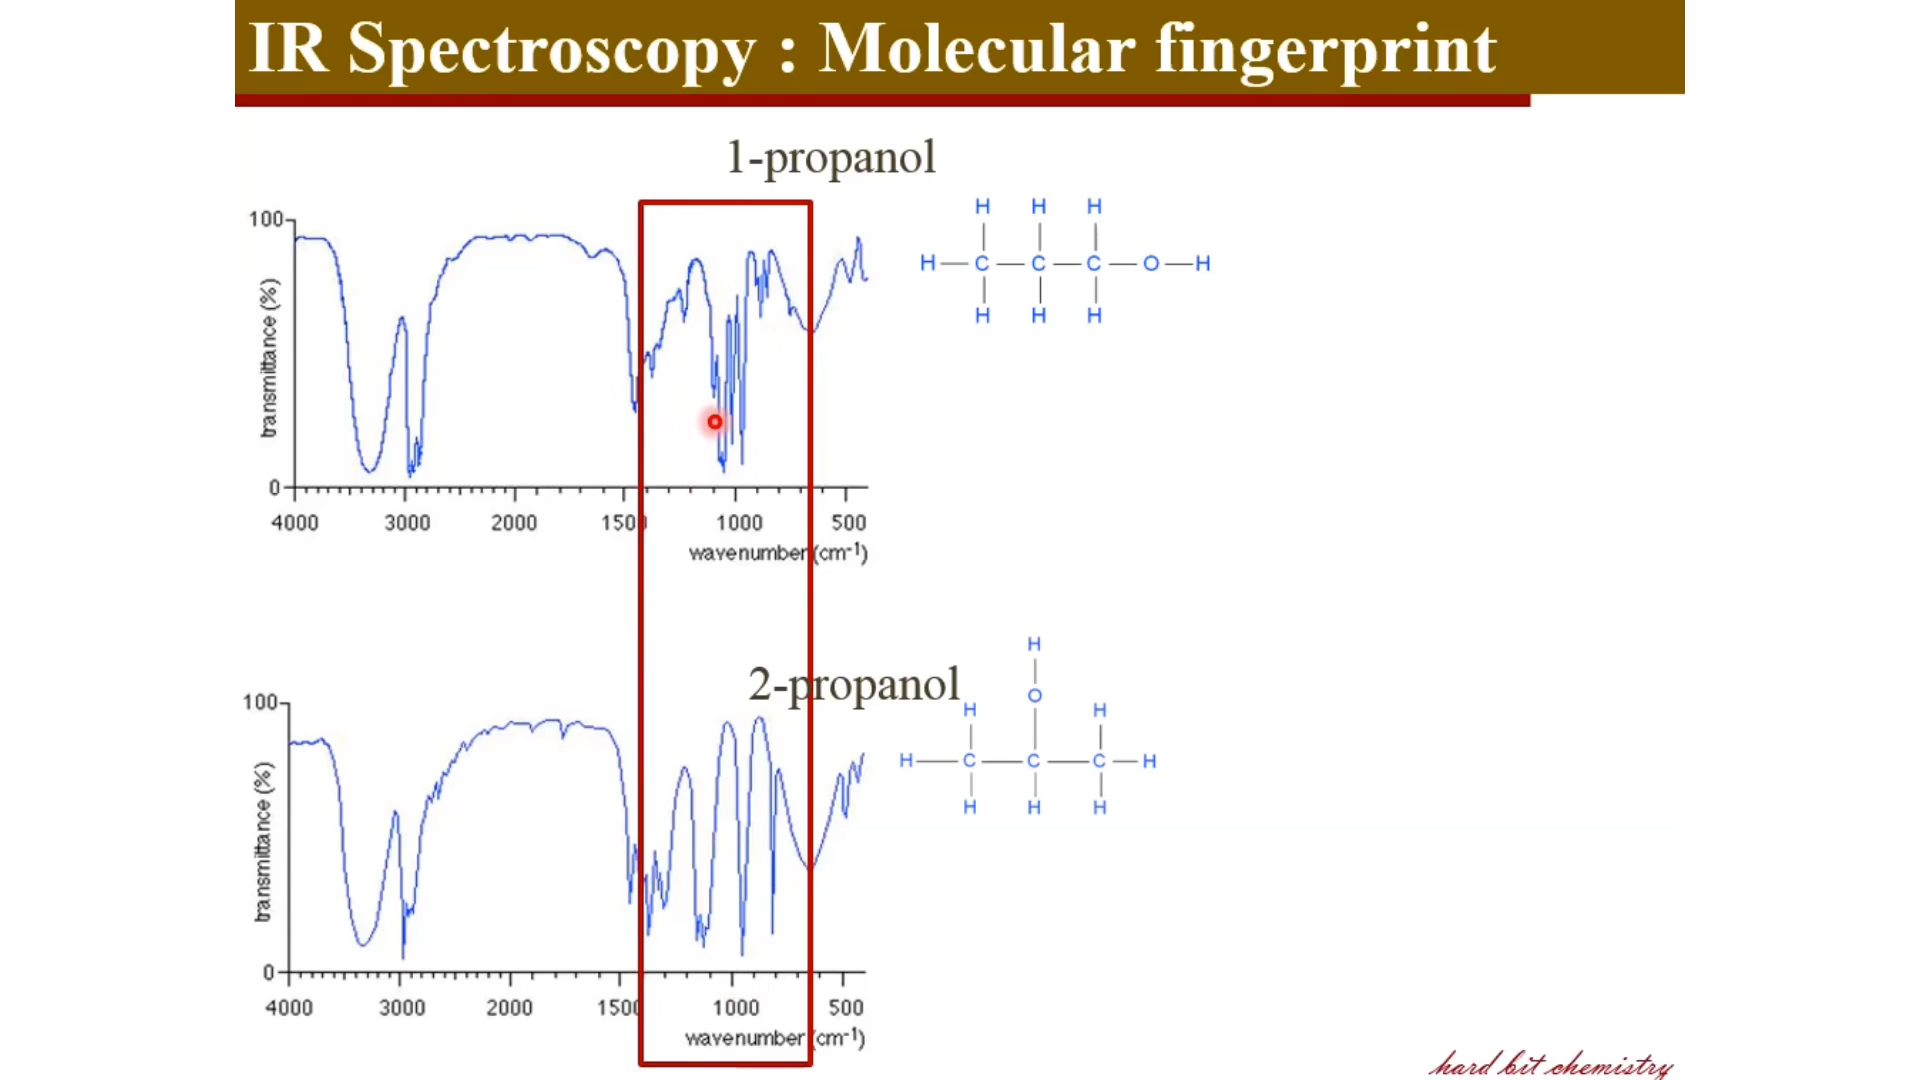 IR Spectroscopy : Molecular fingerprint
1-propanol
100
transmittance (%)
0
4000 3000 2000 1500 1000 500
wavenumber (cm-1)
H H H
H C C C O H
H H H
2-propanol
100
transmittance (%)
0
4000 3000 2000 1500 1000 500
wavenumber (cm-1)
H
O
H H
H C C C H
H H H
hard bit chemistry